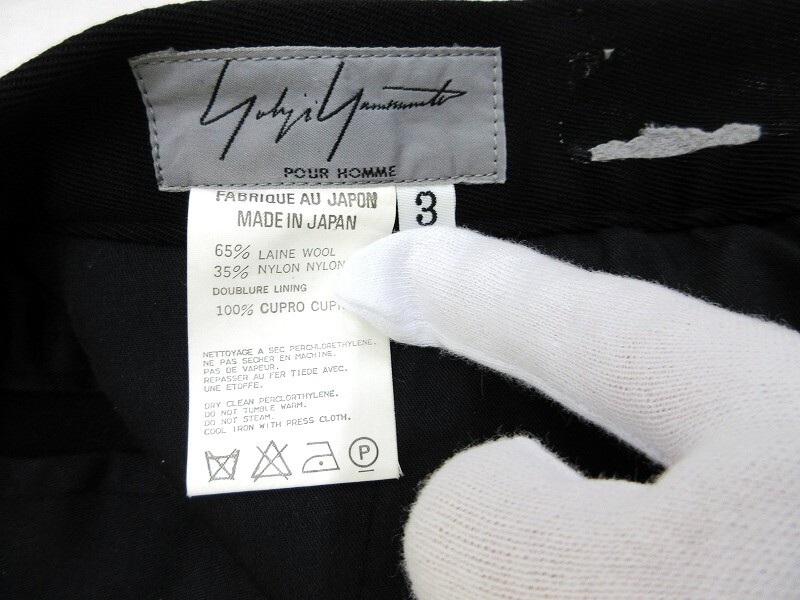 Yohji Yamamoto
POUR HOMME
FABRIQUE AU JAPON
MADE IN JAPAN
3
65% LAINE WOOL
35% NYLON NYLON
DOUBLURE LINING
100% CUPRO
NETTOYAGE A SEC PERCHLORETHYLENE.
NE PAS SECHER EN MACHINE.
PAS DE VAPEUR.
REPASSER AU FER TIEDE AVEC.
UNE ETOFFE.
DRY CLEAN PERCLORTHYLENE.
DO NOT TUMBLE WARM.
DO NOT STEAM.
COOL IRON WITH PRESS CLOTH.
P